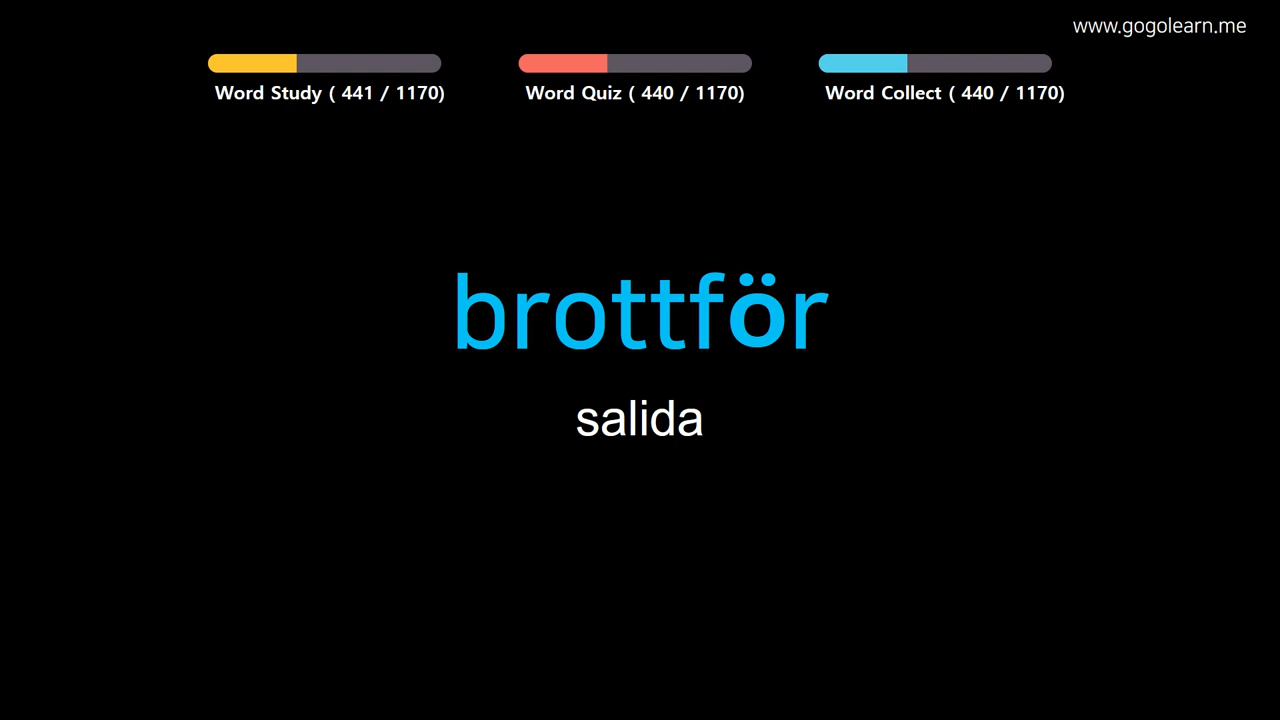 www.gogolearn.me
Word Study ( 441 / 1170)
Word Quiz ( 440 / 1170)
Word Collect ( 440 / 1170)
brottför
salida